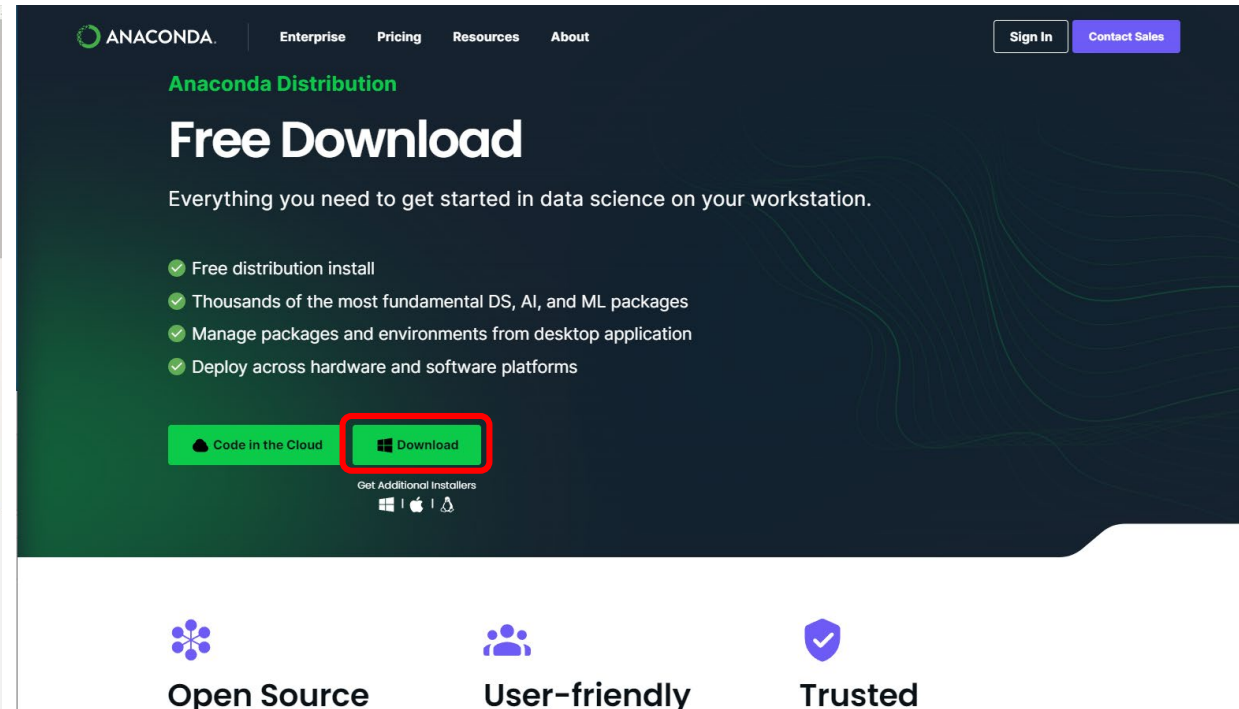 ANACONDA. Enterprise Pricing Resources About Sign In Contact Sales
Anaconda Distribution
Free Download
Everything you need to get started in data science on your workstation.
Free distribution install
Thousands of the most fundamental DS, AI, and ML packages
Manage packages and environments from desktop application
Deploy across hardware and software platforms
Code in the Cloud Download
Get Additional Installers
Open Source User-friendly Trusted